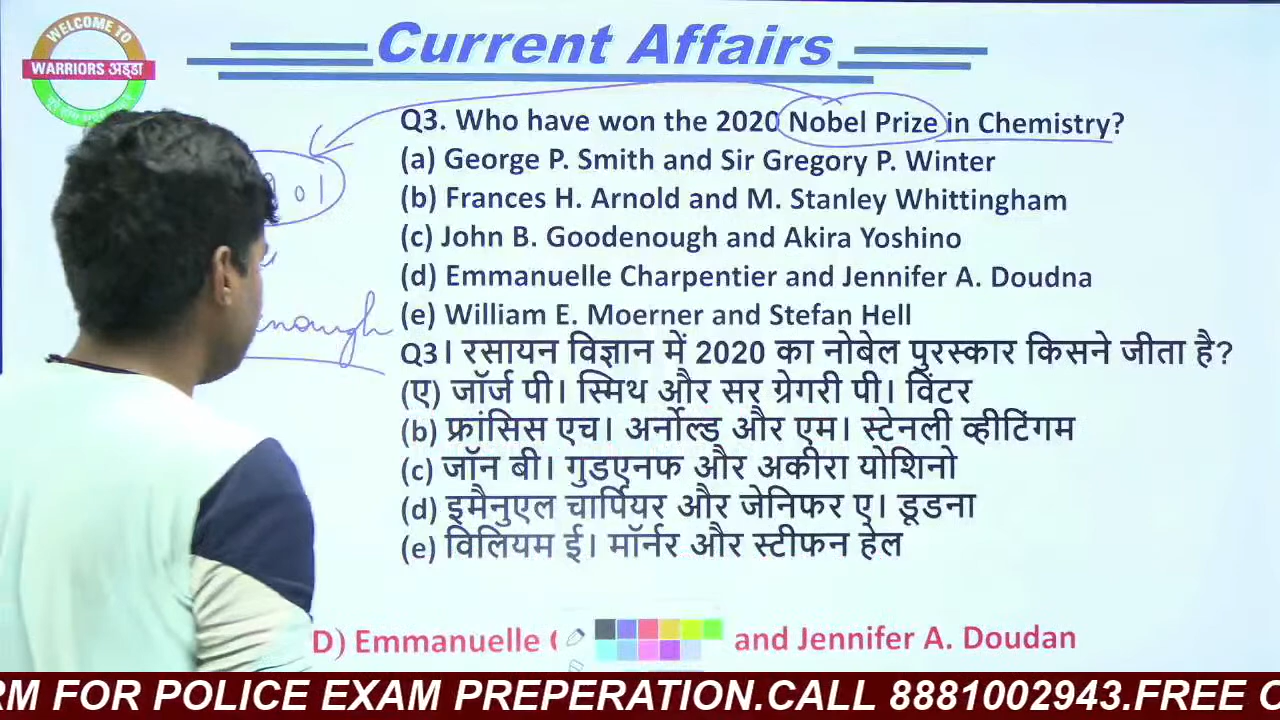 WELCOME TO
WARRIORS अड्डा
Current Affairs
Q3. Who have won the 2020 Nobel Prize in Chemistry?
(a) George P. Smith and Sir Gregory P. Winter
(b) Frances H. Arnold and M. Stanley Whittingham
(c) John B. Goodenough and Akira Yoshino
(d) Emmanuelle Charpentier and Jennifer A. Doudna
(e) William E. Moerner and Stefan Hell
Q3। रसायन विज्ञान में 2020 का नोबेल पुरस्कार किसने जीता है?
(ए) जॉर्ज पी। स्मिथ और सर ग्रेगरी पी। विंटर
(b) फ्रांसिस एच। अर्नोल्ड और एम। स्टेनली व्हीटिंगम
(c) जॉन बी। गुडएनफ और अकीरा योशिनो
(d) इमैनुएल चार्पियर और जेनिफर ए। डूडना
(e) विलियम ई। मॉर्नर और स्टीफन हेल
D) Emmanuelle and Jennifer A. Doudan
RM FOR POLICE EXAM PREPERATION.CALL 8881002943.FREE